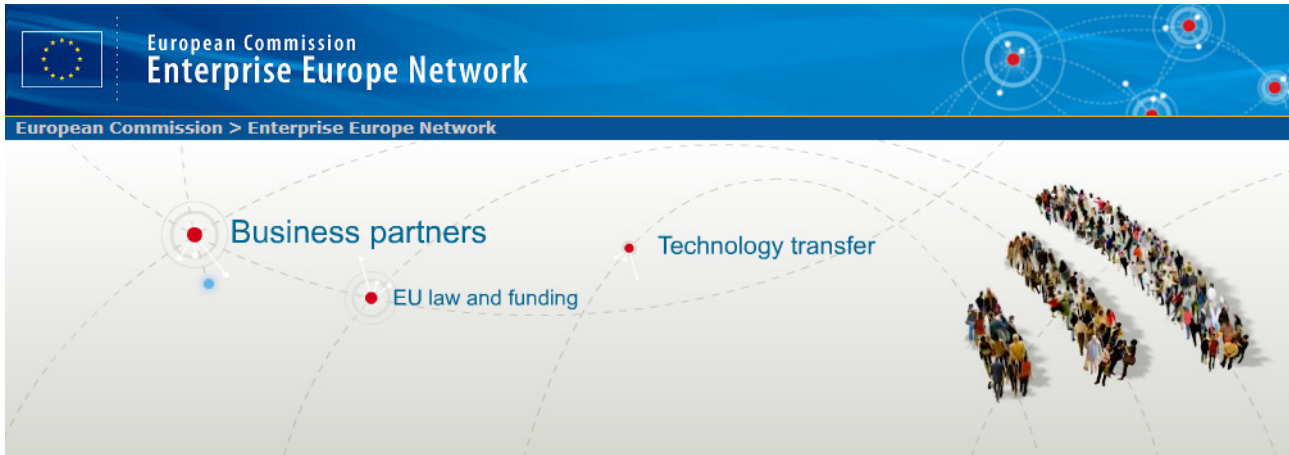 European Commission
Enterprise Europe Network
European Commission > Enterprise Europe Network
Business partners
Technology transfer
EU law and funding